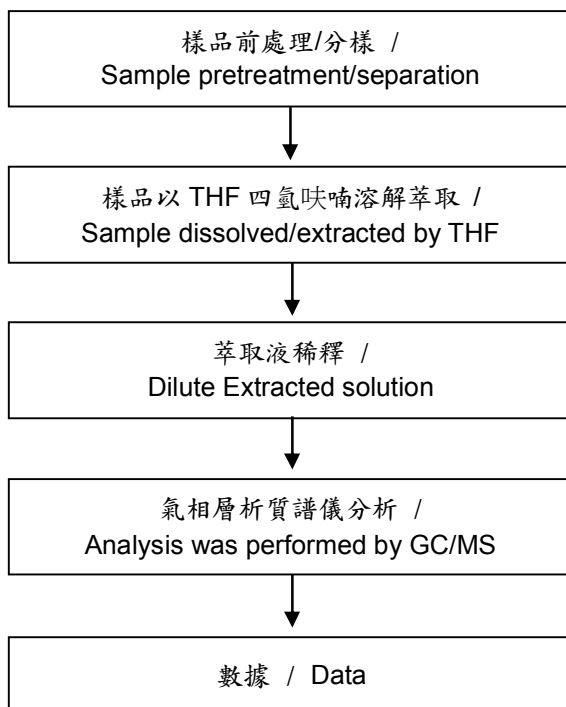 樣品前處理/分樣 /
Sample pretreatment/separation
樣品以 THF 四氫呋喃溶解萃取 /
Sample dissolved/extracted by THF
萃取液稀釋 /
Dilute Extracted solution
氣相層析質譜儀分析 /
Analysis was performed by GC/MS
數據 / Data